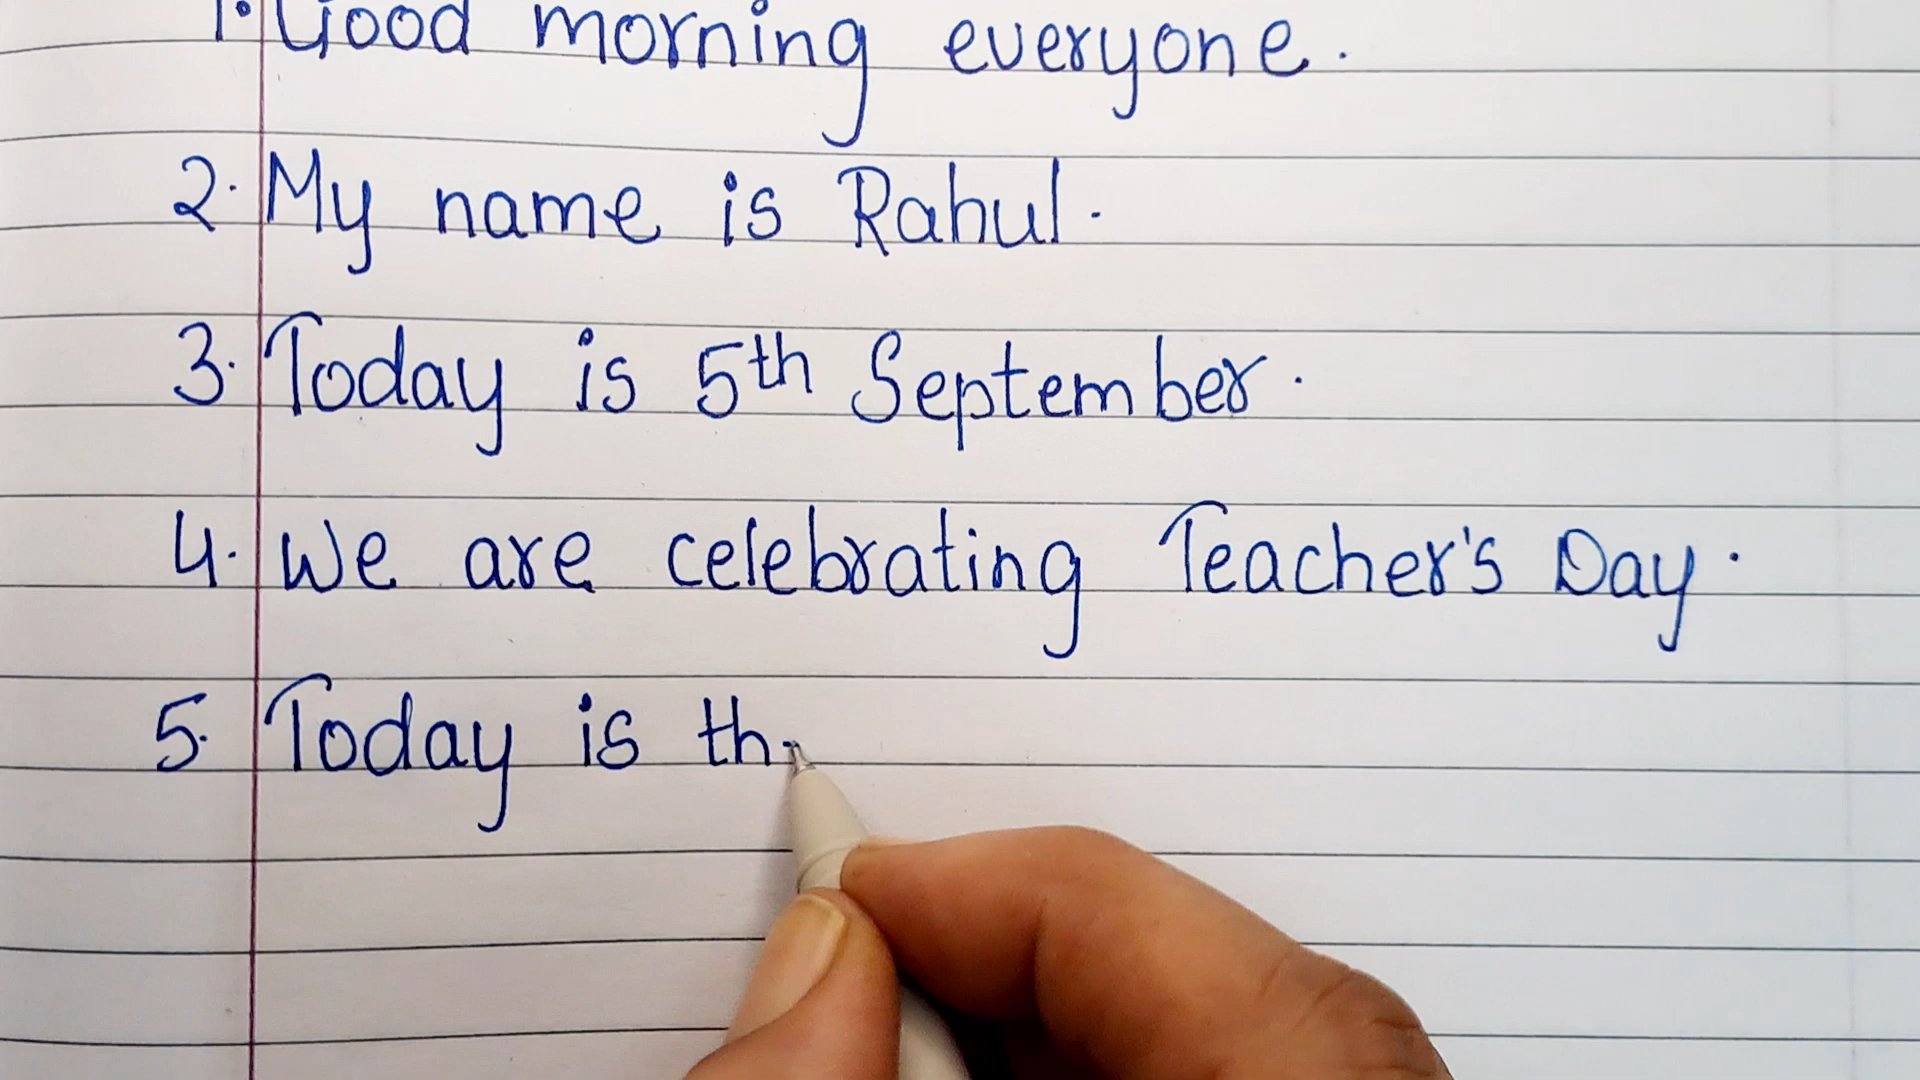 1. Good morning everyone.
2. My name is Rahul.
3. Today is 5th September.
4. We are celebrating Teacher's Day.
5. Today is th